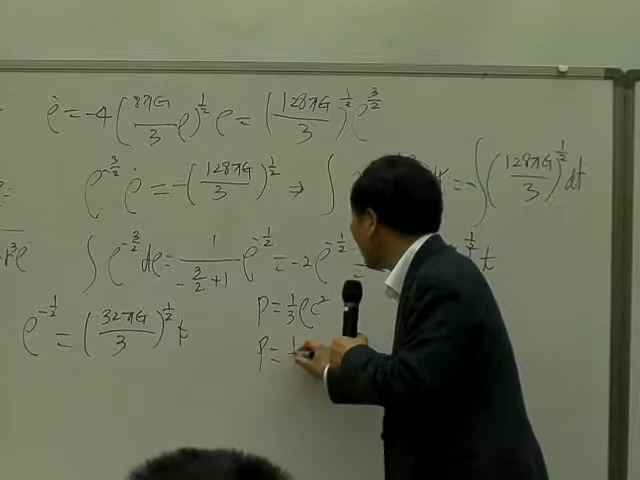 ρ̇ = -4 (8πG/3 ρ)^{1/2} ρ = (128πG/3)^{1/2} ρ^{3/2}
ρ^{-3/2} ρ̇ = -(128πG/3)^{1/2} ⇒ ∫ = -∫(128πG/3)^{1/2} dt
∫ρ^{-3/2} dρ = 1/(-3/2+1) ρ^{-1/2} = -2ρ^{-1/2} = t
ρ^{-1/2} = (32πG/3)^{1/2} t
P = 1/3 ρc²
P = 1